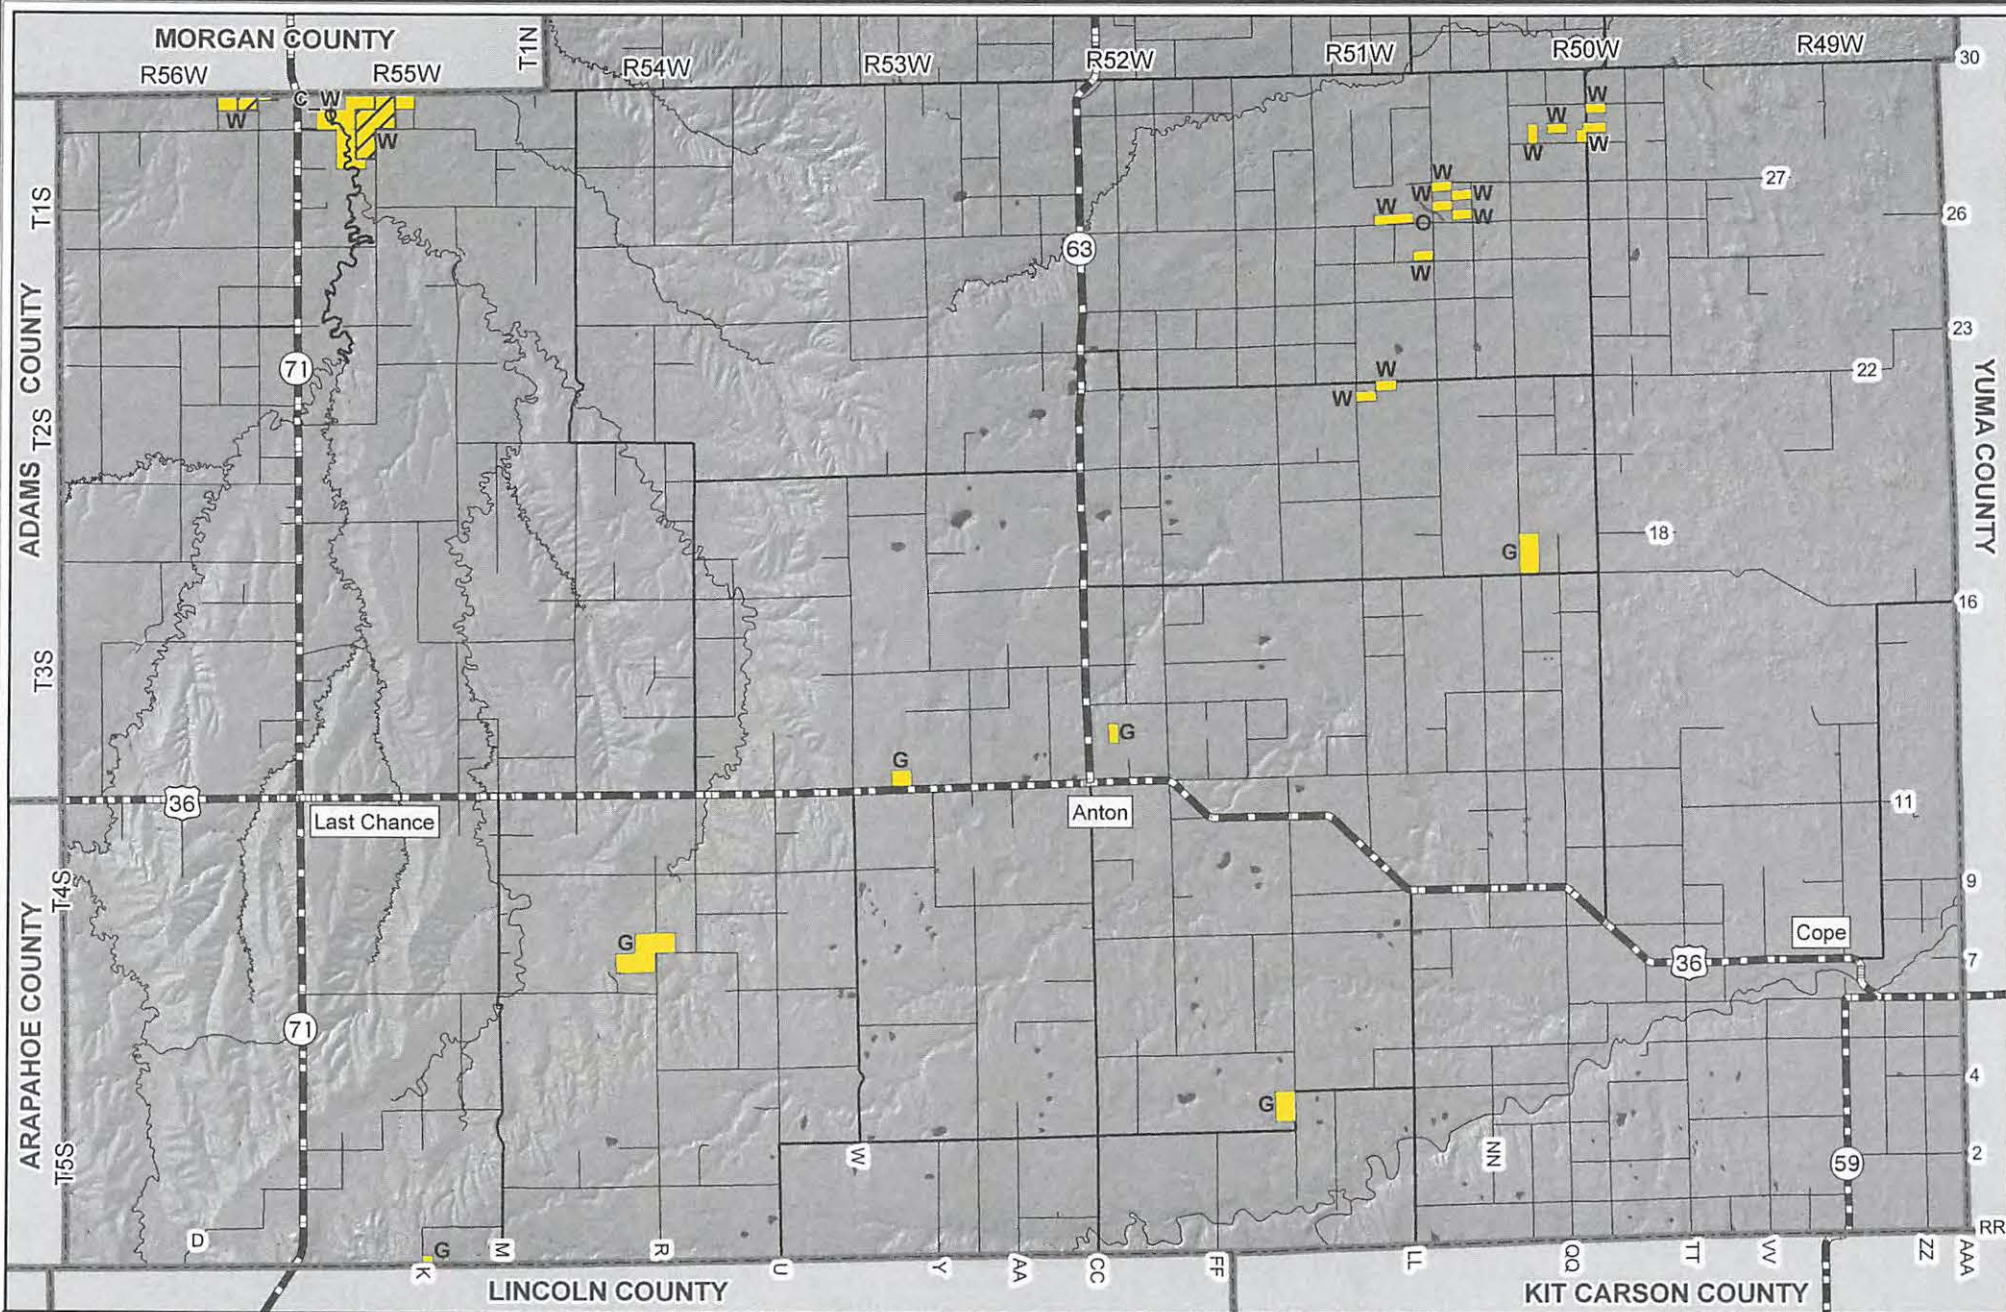 MORGAN COUNTY
R56W
R55W
T1N
R54W
R53W
R52W
R51W
R50W
R49W
30
C_W
W
W
W
W
W
W
W
27
W
W
W
W
W
O
W
26
T1S
63
23
71
22
W
W
ADAMS COUNTY
T2S
YUMA COUNTY
18
G
16
T3S
G
G
36
Last Chance
Anton
11
T4S
9
Cope
G
36
7
ARAPAHOE COUNTY
71
4
G
T5S
W
NN
59
2
D
G
K
M
R
U
Y
AA
CC
FF
LL
QQ
TT
VV
ZZ
AAA
RR
LINCOLN COUNTY
KIT CARSON COUNTY